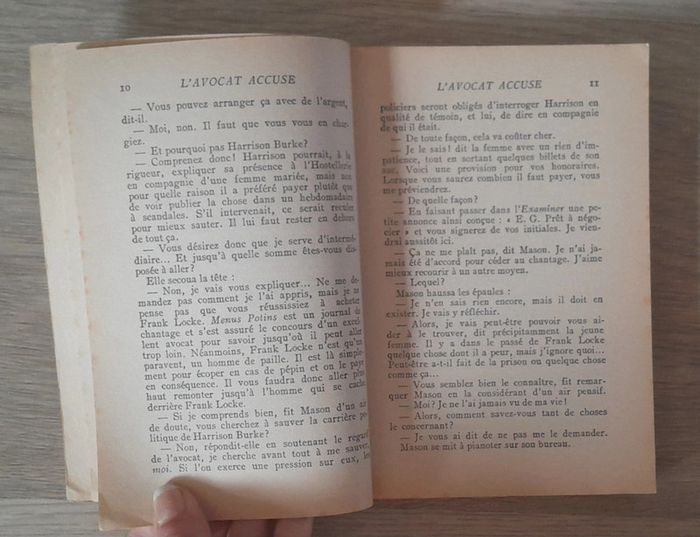 10
L'AVOCAT ACCUSE
— Vous pouvez arranger ça avec de l'argent,
dit-il.
— Moi, non. Il faut que vous vous en char-
giez.
— Et pourquoi pas Harrison Burke?
— Comprenez donc! Harrison pourrait, à la
rigueur, expliquer sa présence à l'Hostellerie
en compagnie d'une femme mariée, mais non
pour quelle raison il a préféré payer plutôt que
de voir publier la chose dans un hebdomadaire
à scandales. S'il intervenait, ce serait reculer
pour mieux sauter. Il lui faut rester en dehors
de tout ça.
— Vous désirez donc que je serve d'intermé-
diaire... Et jusqu'à quelle somme êtes-vous dis-
posée à aller?
Elle secoua la tête :
— Non, je vais vous expliquer... Ne me de-
mandez pas comment je l'ai appris, mais je ne
pense pas que vous réussissiez à acheter
Frank Locke. Menus Potins est un journal de
chantage et s'est assuré le concours d'un excel-
lent avocat pour savoir jusqu'où il peut aller
trop loin. Néanmoins, Frank Locke n'est qu'un
paravent, un homme de paille. Il est là simple-
ment pour écoper en cas de pépin et on le paye
en conséquence. Il vous faudra donc aller plus
haut remonter jusqu'à l'homme qui se cache
derrière Frank Locke.
— Si je comprends bien, fit Mason d'un air
de doute, vous cherchez à sauver la carrière po-
litique de Harrison Burke?
— Non, répondit-elle en soutenant le regard
de l'avocat, je cherche avant tout à me sauver,
moi. Si l'on exerce une pression sur eux, les
L'AVOCAT ACCUSE
11
policiers seront obligés d'interroger Harrison en
qualité de témoin, et lui, de dire en compagnie
de qui il était.
— De toute façon, cela va coûter cher.
— Je le sais! dit la femme avec un rien d'im-
patience, tout en sortant quelques billets de son
sac. Voici une provision pour vos honoraires.
Lorsque vous saurez combien il faut payer, vous
me préviendrez.
— De quelle façon?
— En faisant passer dans l'Examiner une pe-
tite annonce ainsi conçue : « E. G. Prêt à négo-
cier » et vous signerez de vos initiales. Je vien-
drai aussitôt ici.
— Ça ne me plaît pas, dit Mason. Je n'ai ja-
mais été d'accord pour céder au chantage. J'aime
mieux recourir à un autre moyen.
— Lequel?
Mason haussa les épaules :
— Je n'en sais rien encore, mais il doit en
exister. Je vais y réfléchir.
— Alors, je vais peut-être pouvoir vous ai-
der à le trouver, dit précipitamment la jeune
femme. Il y a dans le passé de Frank Locke
quelque chose dont il a peur, mais j'ignore quoi...
Peut-être a-t-il fait de la prison ou quelque chose
comme ça...
— Vous semblez bien le connaître, fit remar-
quer Mason en la considérant d'un air pensif.
— Moi? Je ne l'ai jamais vu de ma vie!
— Alors, comment savez-vous tant de choses
le concernant?
— Je vous ai dit de ne pas me le demander.
Mason se mit à pianoter sur son bureau.